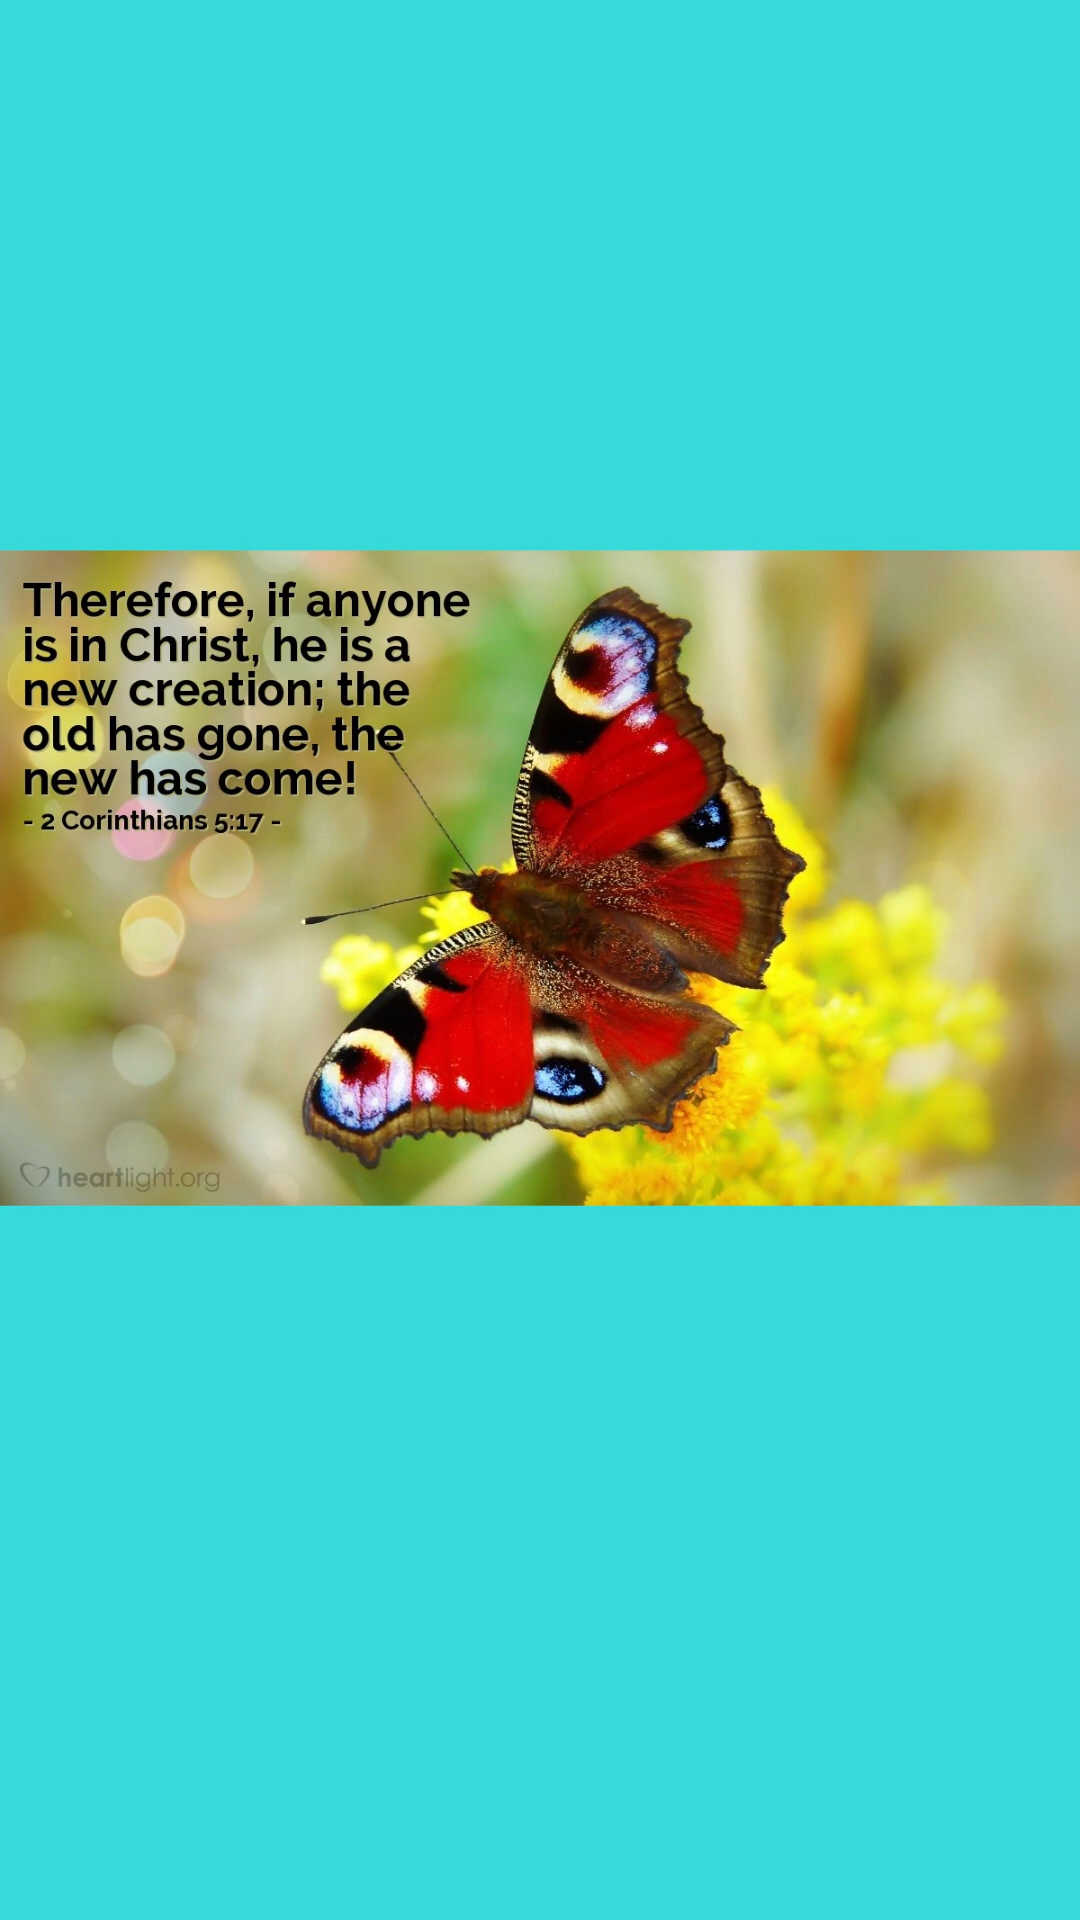 Therefore, if anyone
is in Christ, he is a
new creation; the
old has gone, the
new has come!
- 2 Corinthians 5:17 -
heartlight.org